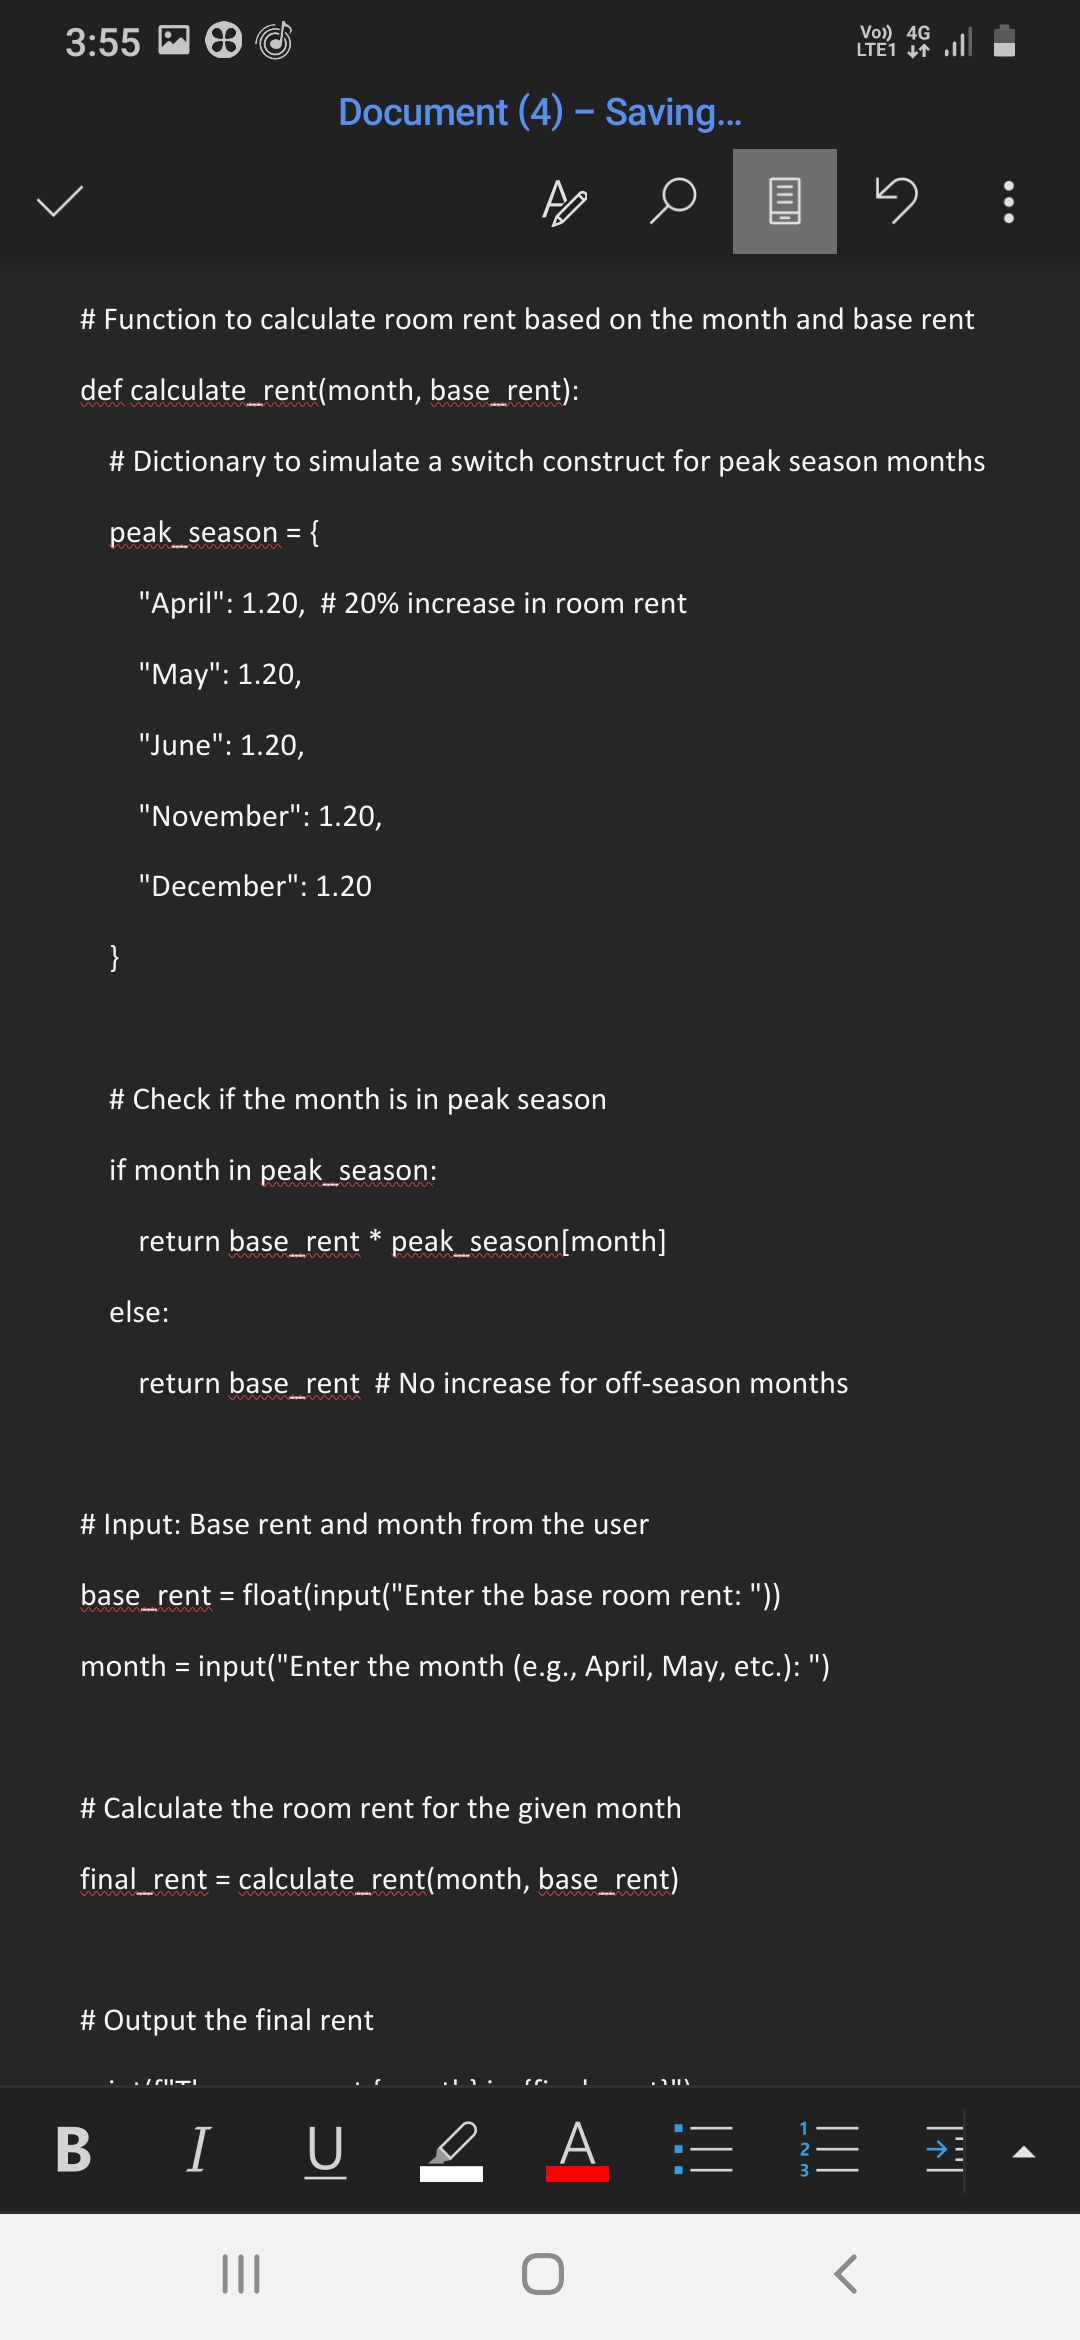 3:55
Vo)) 4G
LTE1
Document (4) – Saving...
# Function to calculate room rent based on the month and base rent
def calculate_rent(month, base_rent):
# Dictionary to simulate a switch construct for peak season months
peak_season = {
"April": 1.20,  # 20% increase in room rent
"May": 1.20,
"June": 1.20,
"November": 1.20,
"December": 1.20
}
# Check if the month is in peak season
if month in peak_season:
return base_rent * peak_season[month]
else:
return base_rent  # No increase for off-season months
# Input: Base rent and month from the user
base_rent = float(input("Enter the base room rent: "))
month = input("Enter the month (e.g., April, May, etc.): ")
# Calculate the room rent for the given month
final_rent = calculate_rent(month, base_rent)
# Output the final rent
B I U A 1 2 3